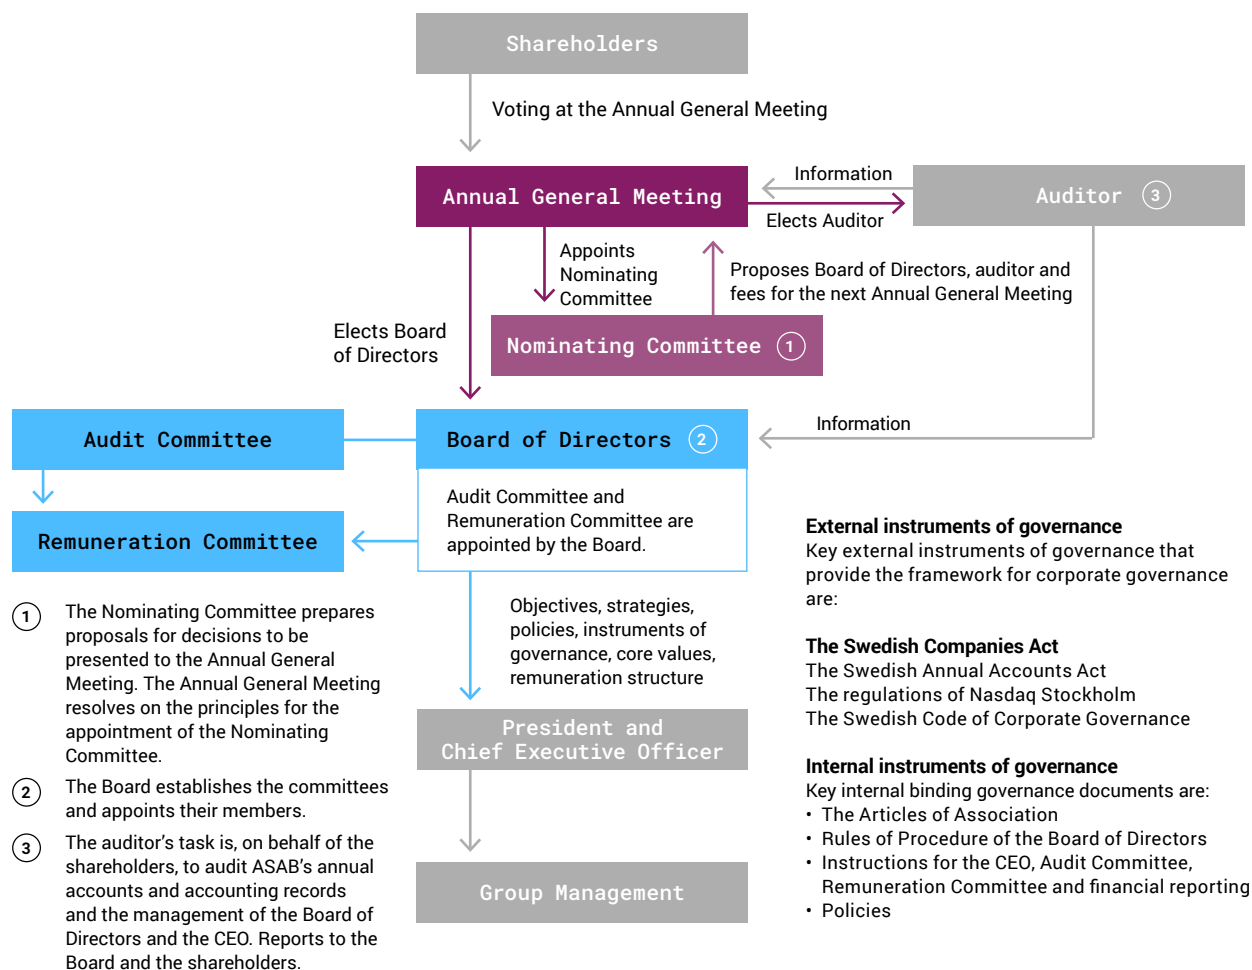 Shareholders
Voting at the Annual General Meeting
Annual General Meeting
Information
Elects Auditor
Auditor 3
Appoints
Nominating
Committee
Proposes Board of Directors, auditor and
fees for the next Annual General Meeting
Elects Board
of Directors
Nominating Committee 1
Audit Committee
Board of Directors 2
Information
Audit Committee and
Remuneration Committee are
appointed by the Board.
Remuneration Committee
Objectives, strategies,
policies, instruments of
governance, core values,
remuneration structure
President and
Chief Executive Officer
Group Management
1 The Nominating Committee prepares
proposals for decisions to be
presented to the Annual General
Meeting. The Annual General Meeting
resolves on the principles for the
appointment of the Nominating
Committee.
2 The Board establishes the committees
and appoints their members.
3 The auditor’s task is, on behalf of the
shareholders, to audit ASAB’s annual
accounts and accounting records
and the management of the Board of
Directors and the CEO. Reports to the
Board and the shareholders.
External instruments of governance
Key external instruments of governance that
provide the framework for corporate governance
are:
The Swedish Companies Act
The Swedish Annual Accounts Act
The regulations of Nasdaq Stockholm
The Swedish Code of Corporate Governance
Internal instruments of governance
Key internal binding governance documents are:
• The Articles of Association
• Rules of Procedure of the Board of Directors
• Instructions for the CEO, Audit Committee,
Remuneration Committee and financial reporting
• Policies